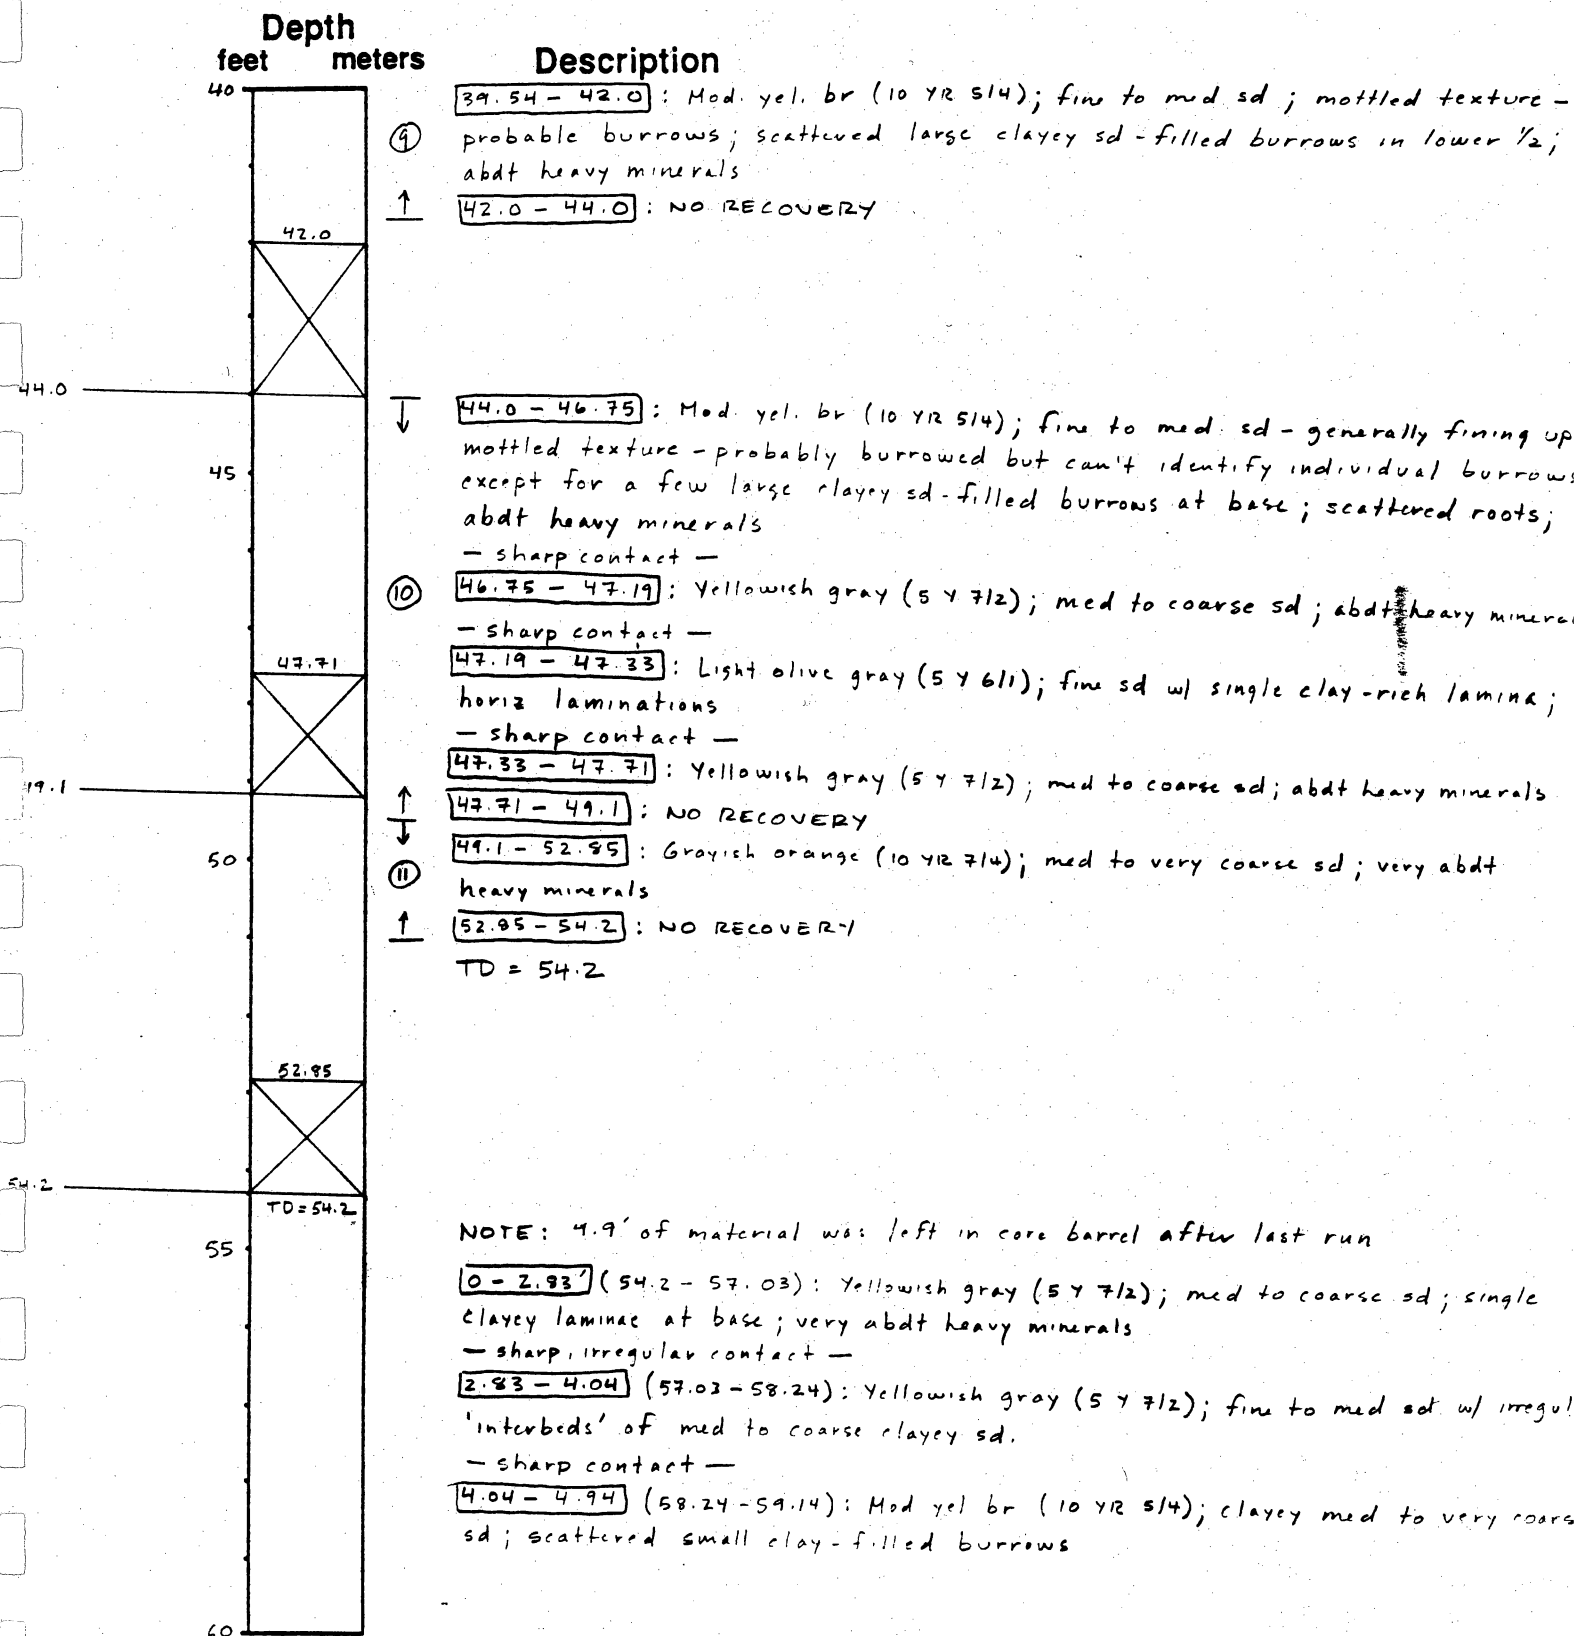 Depth
feet meters Description
40
39.54 - 42.0 : Mod. yel. br (10 YR 5/4); fine to med sd ; mottled texture -
⑨ probable burrows; scattered large clayey sd - filled burrows in lower 1/2;
abdt heavy minerals
↑ 42.0 - 44.0 : NO RECOVERY
42.0
44.0
↓ 44.0 - 46.75 : Mod. yel. br (10 YR 5/4); fine to med. sd - generally fining up
mottled texture - probably burrowed but can't identify individual burrows
45
except for a few large clayey sd - filled burrows at base ; scattered roots;
abdt heavy minerals
— sharp contact —
⑩ 46.75 - 47.19 : Yellowish gray (5 Y 7/2); med to coarse sd ; abdt heavy mineral
— sharp contact —
47.71
47.19 - 47.33 : Light olive gray (5 Y 6/1); fine sd w/ single clay-rich lamina ;
horiz laminations
— sharp contact —
47.33 - 47.71 : Yellowish gray (5 Y 7/2) ; med to coarse sd; abdt heavy minerals
49.1
↑ 47.71 - 49.1 : NO RECOVERY
↓ 49.1 - 52.85 : Grayish orange (10 YR 7/4); med to very coarse sd ; very abdt
50
⑪ heavy minerals
↑ 52.85 - 54.2 : NO RECOVERY
TD = 54.2
52.85
54.2
TD = 54.2
NOTE: 4.9' of material was left in core barrel after last run
55
0 - 2.83' (54.2 - 57.03) : Yellowish gray (5 Y 7/2); med to coarse sd ; single
clayey laminae at base ; very abdt heavy minerals
— sharp, irregular contact —
2.83 - 4.04 (57.03 - 58.24) : Yellowish gray (5 Y 7/2); fine to med sd w/ irregul
'interbeds' of med to coarse clayey sd.
— sharp contact —
4.04 - 4.94 (58.24 - 59.14) : Mod yel br (10 YR 5/4); clayey med to very coars
sd ; scattered small clay - filled burrows
60